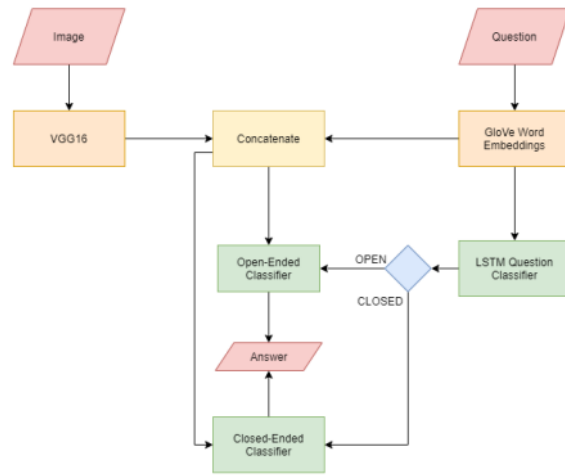 Image
Question
VGG16
Concatenate
GloVe Word
Embeddings
Open-Ended
Classifier
OPEN
LSTM Question
Classifier
CLOSED
Answer
Closed-Ended
Classifier